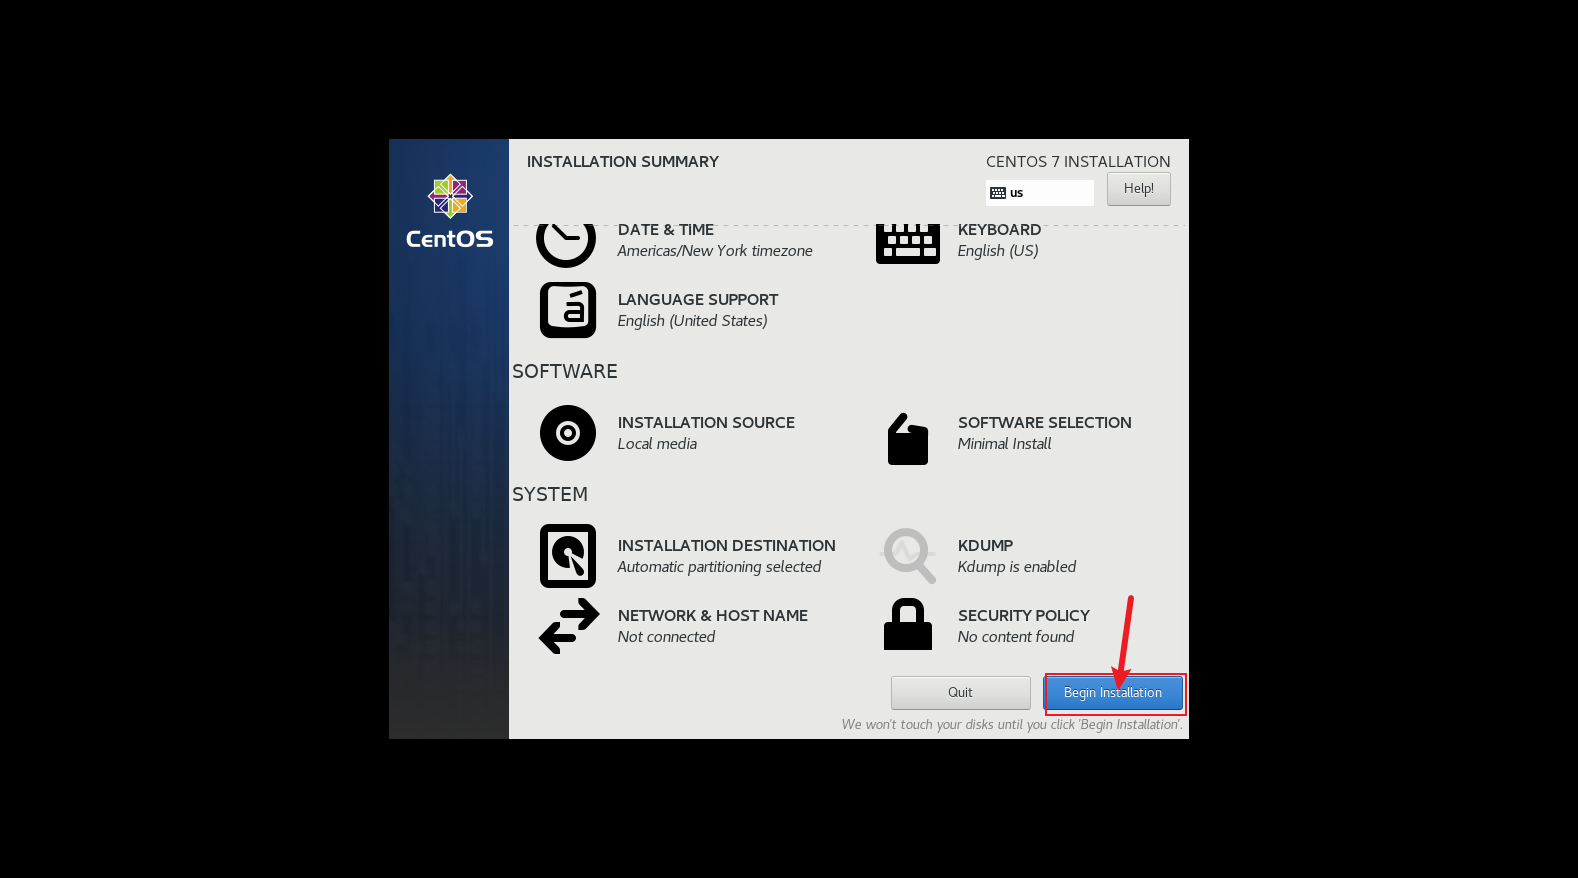 INSTALLATION SUMMARY
CENTOS 7 INSTALLATION
us
Help!
CentOS
DATE & TIME
Americas/New York timezone
KEYBOARD
English (US)
LANGUAGE SUPPORT
English (United States)
SOFTWARE
INSTALLATION SOURCE
Local media
SOFTWARE SELECTION
Minimal Install
SYSTEM
INSTALLATION DESTINATION
Automatic partitioning selected
KDUMP
Kdump is enabled
NETWORK & HOST NAME
Not connected
SECURITY POLICY
No content found
Quit
Begin Installation
We won't touch your disks until you click 'Begin Installation'.